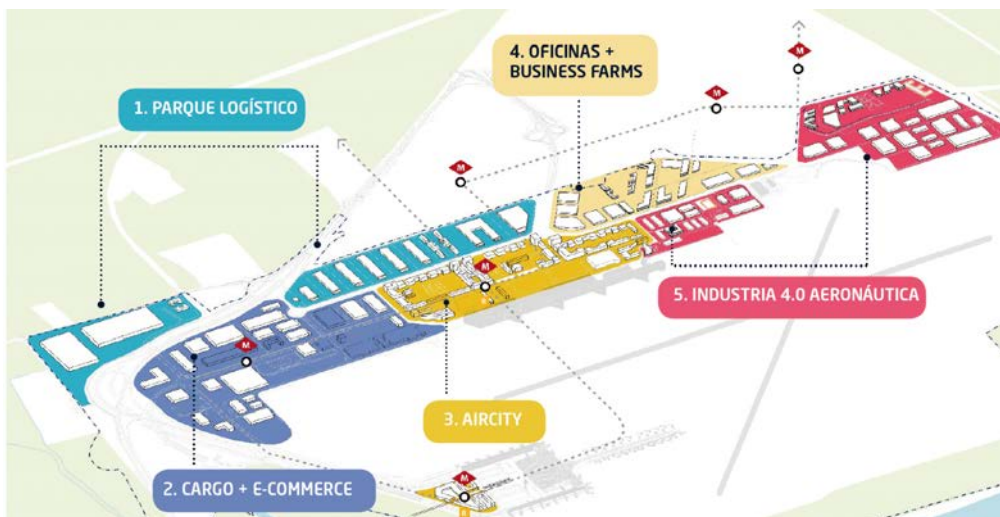 4. OFICINAS +
BUSINESS FARMS
1. PARQUE LOGÍSTICO
M
M
M
M
5. INDUSTRIA 4.0 AERONÁUTICA
M
3. AIRCITY
M
2. CARGO + E-COMMERCE